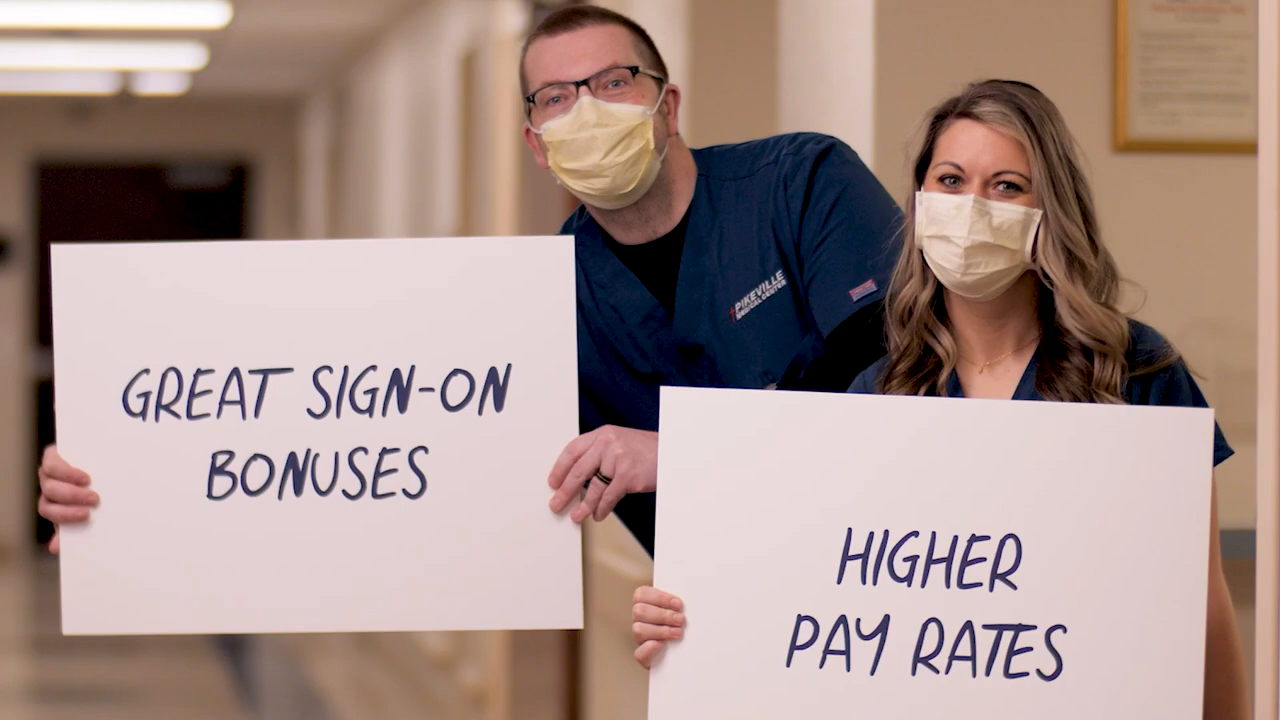 GREAT SIGN-ON
BONUSES
PIKEVILLE
MEDICAL CENTER
HIGHER
PAY RATES